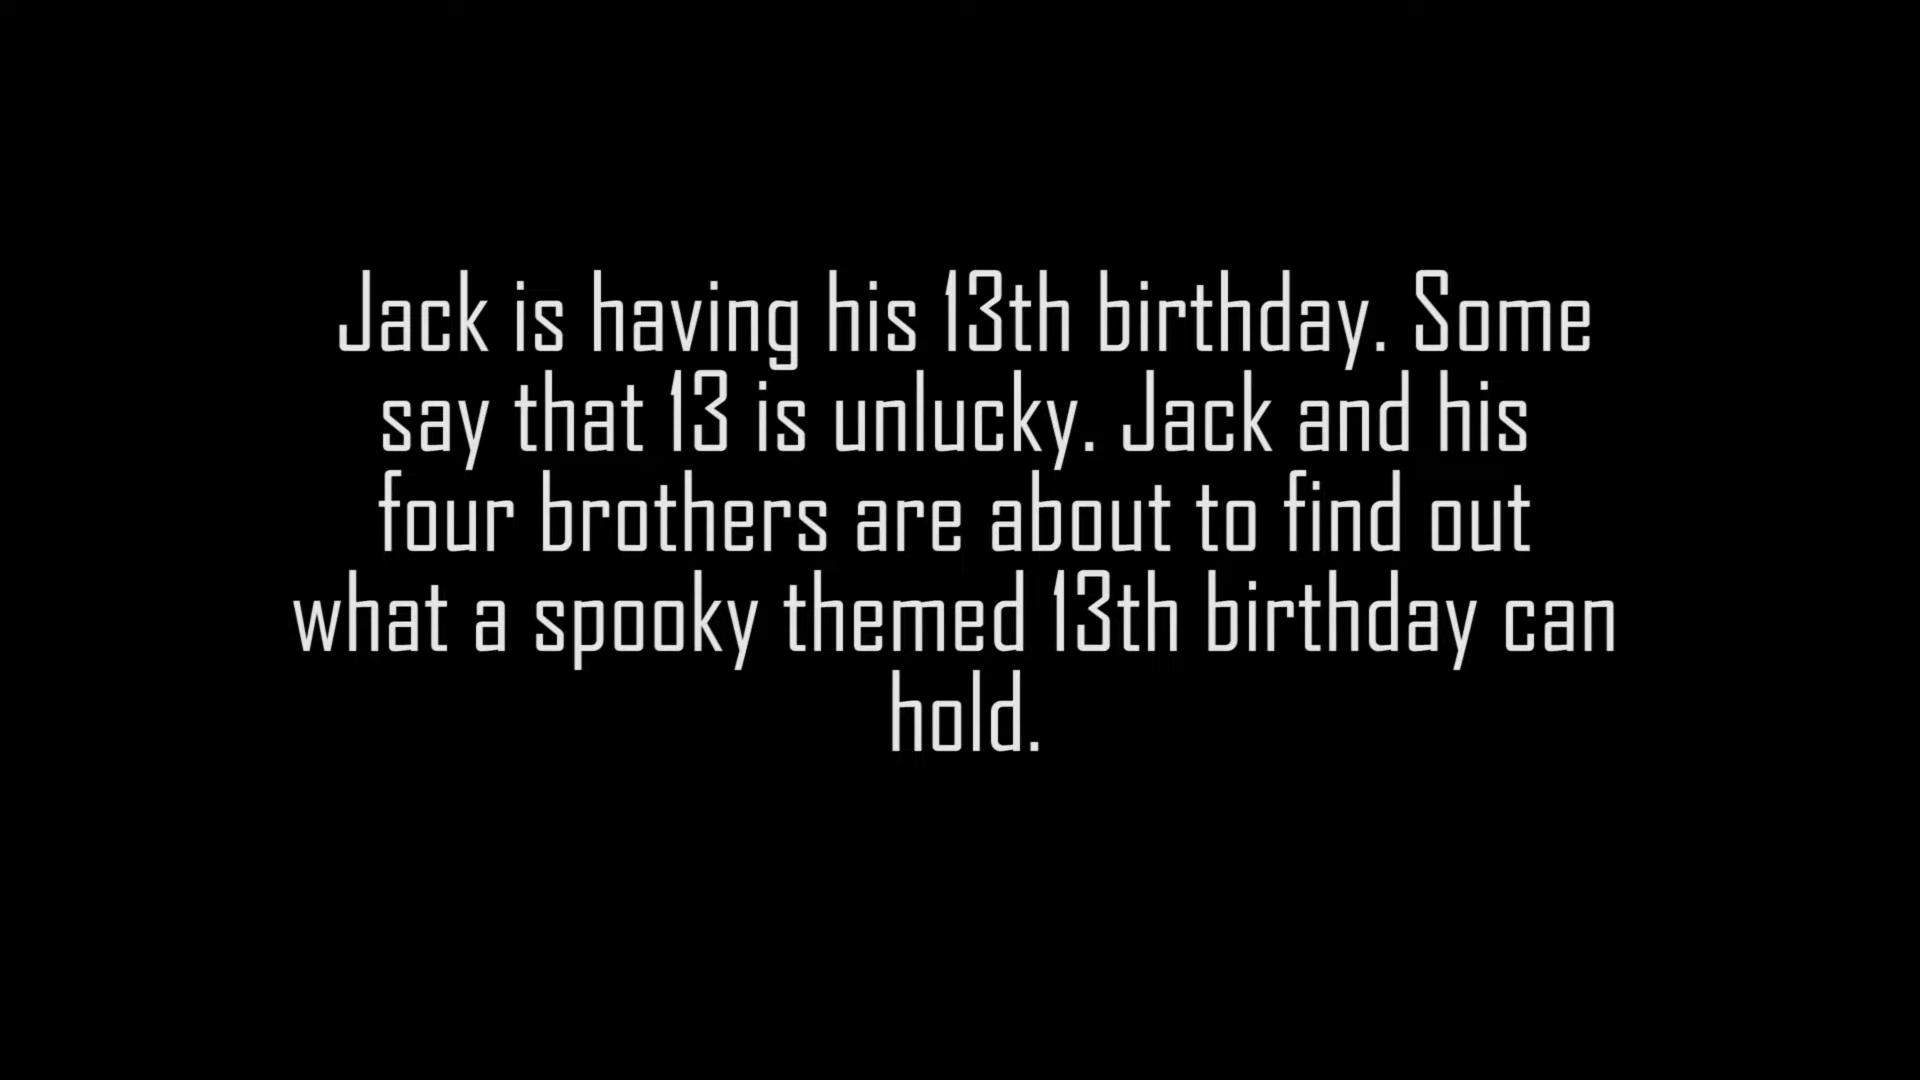 Jack is having his 13th birthday. Some
say that 13 is unlucky. Jack and his
four brothers are about to find out
what a spooky themed 13th birthday can
hold.